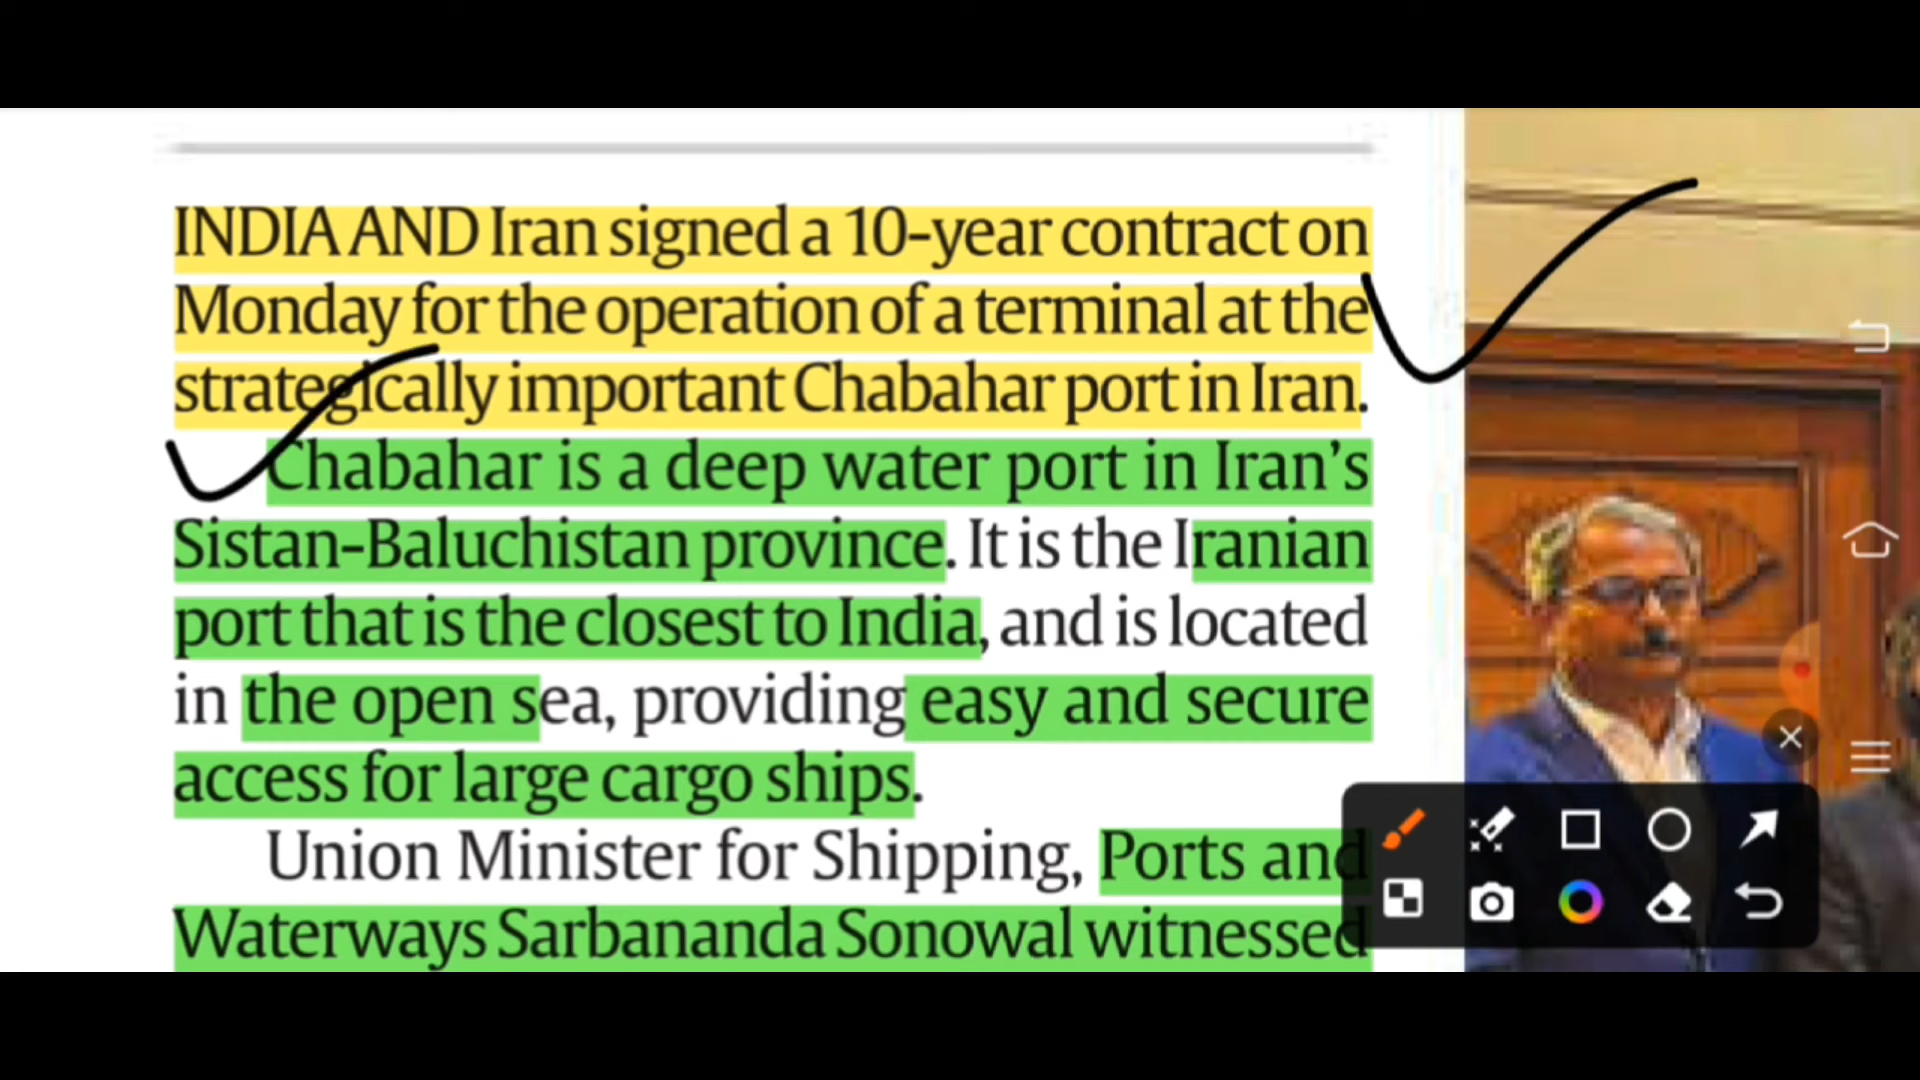 INDIA AND Iran signed a 10-year contract on
Monday for the operation of a terminal at the
strategically important Chabahar port in Iran.
Chabahar is a deep water port in Iran's
Sistan-Baluchistan province. It is the Iranian
port that is the closest to India, and is located
in the open sea, providing easy and secure
access for large cargo ships.
Union Minister for Shipping, Ports and
Waterways Sarbananda Sonowal witnessed